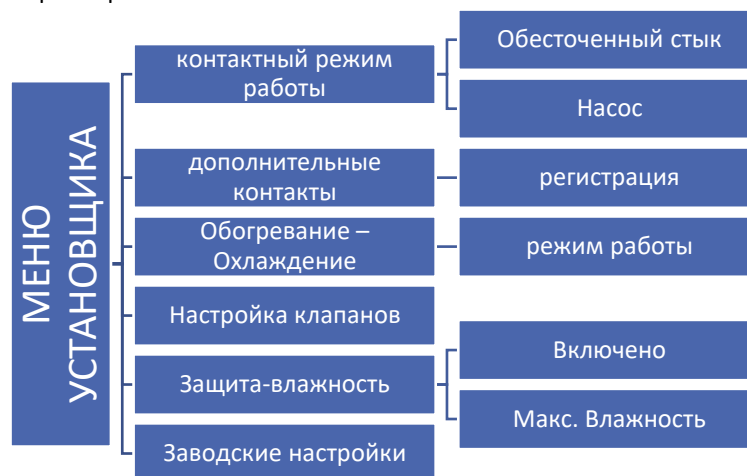 МЕНЮ
УСТАНОВЩИКА
контактный режим
работы
Обесточенный стык
Насос
дополнительные
контакты
регистрация
Обогревание –
Охлаждение
режим работы
Настройка клапанов
Защита-влажность
Включено
Макс. Влажность
Заводские настройки